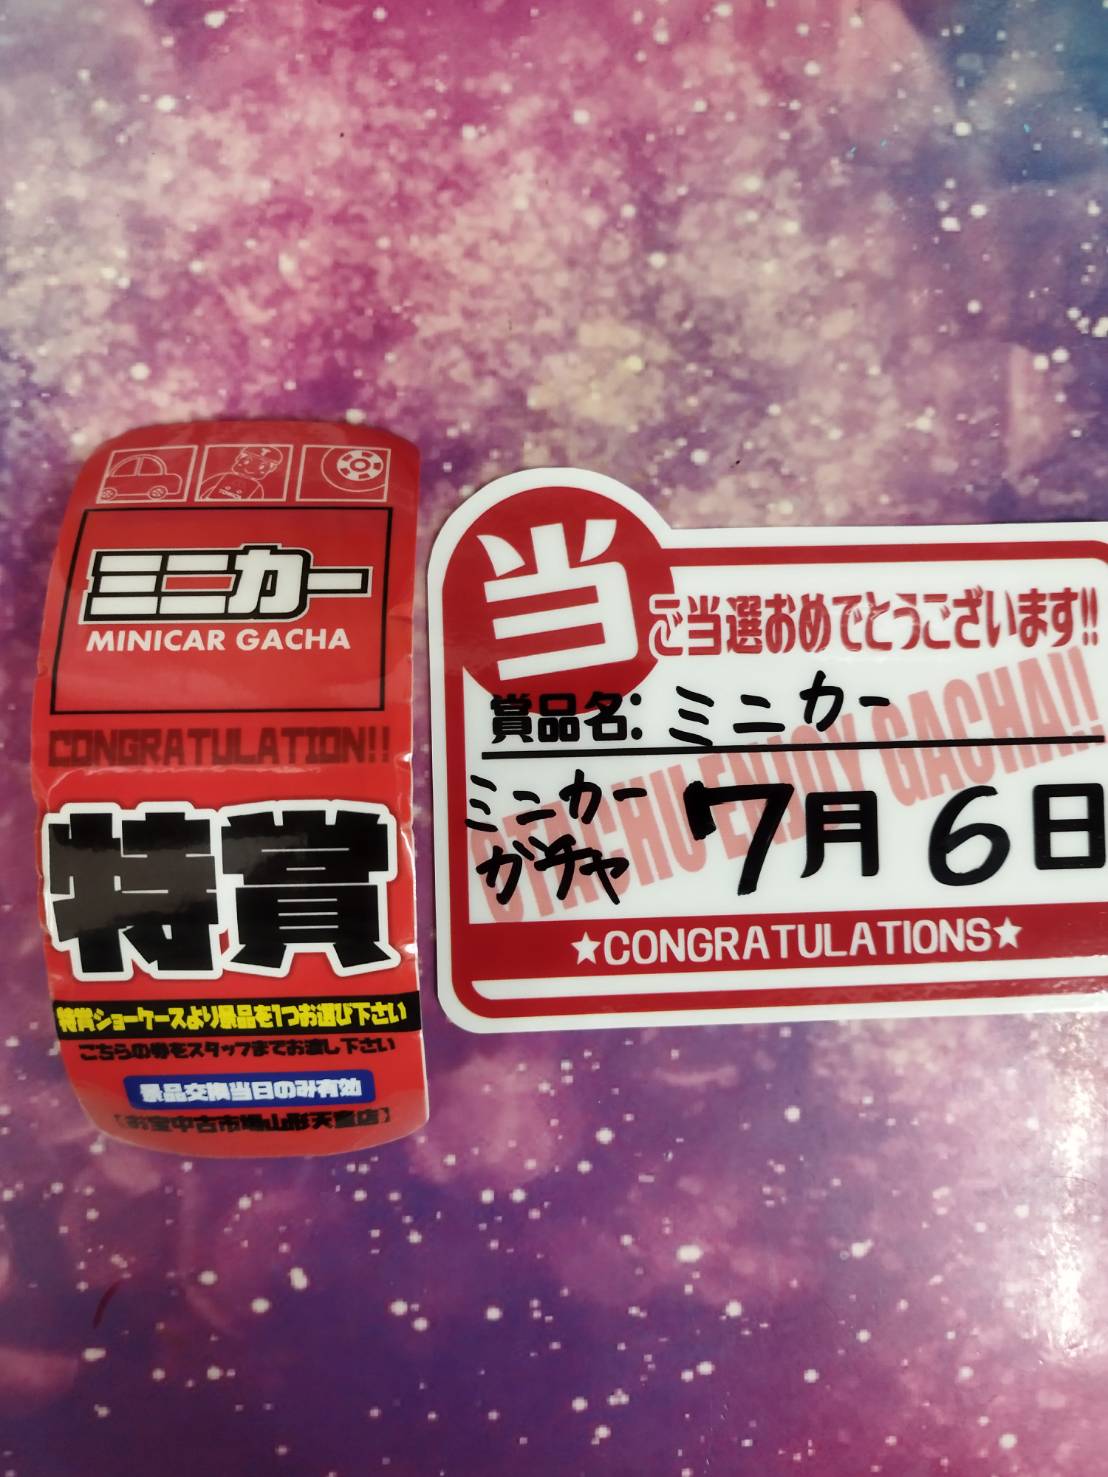 ミニカー
MINICAR GACHA
CONGRATULATION!!
特賞
特賞ショーケースより景品を1つお選び下さい
こちらの券をスタッフまでお渡し下さい
景品交換当日のみ有効
【お宝中古市場山形天童店】
当
ご当選おめでとうございます!!
賞品名: ミニカー
ミニカー
ガチャ
7月 6日
OTACHU ENJOY GACHA!!
★CONGRATULATIONS★